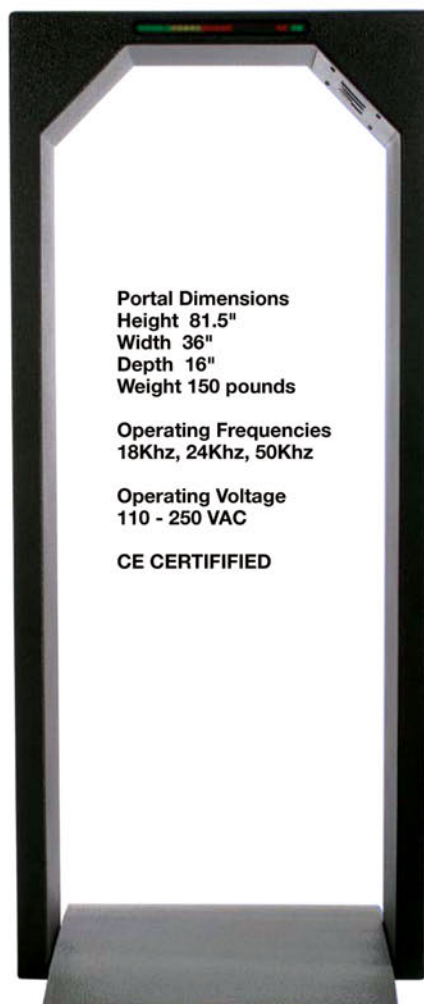 Portal Dimensions
Height 81.5"
Width 36"
Depth 16"
Weight 150 pounds
Operating Frequencies
18Khz, 24Khz, 50Khz
Operating Voltage
110 - 250 VAC
CE CERTIFIFIED